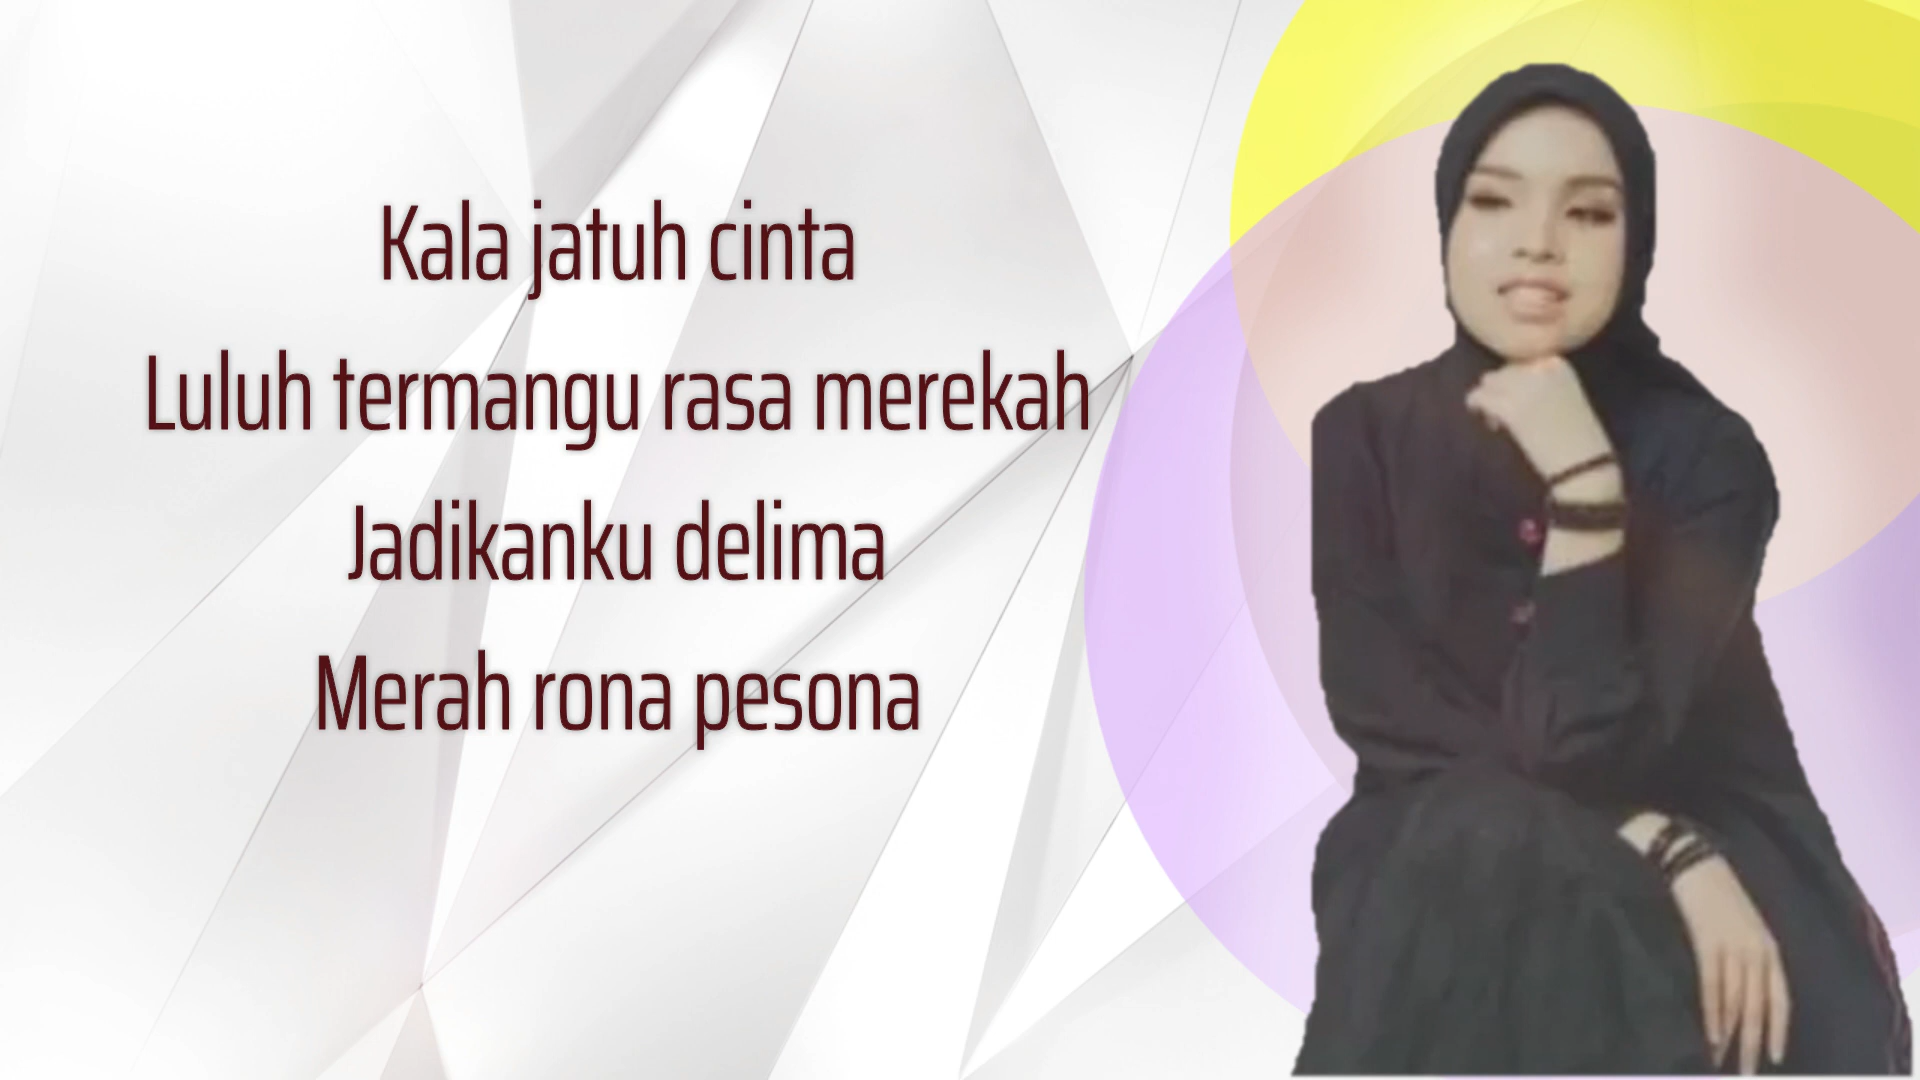 Kala jatuh cinta
Luluh termangu rasa merekah
Jadikanku delima
Merah rona pesona